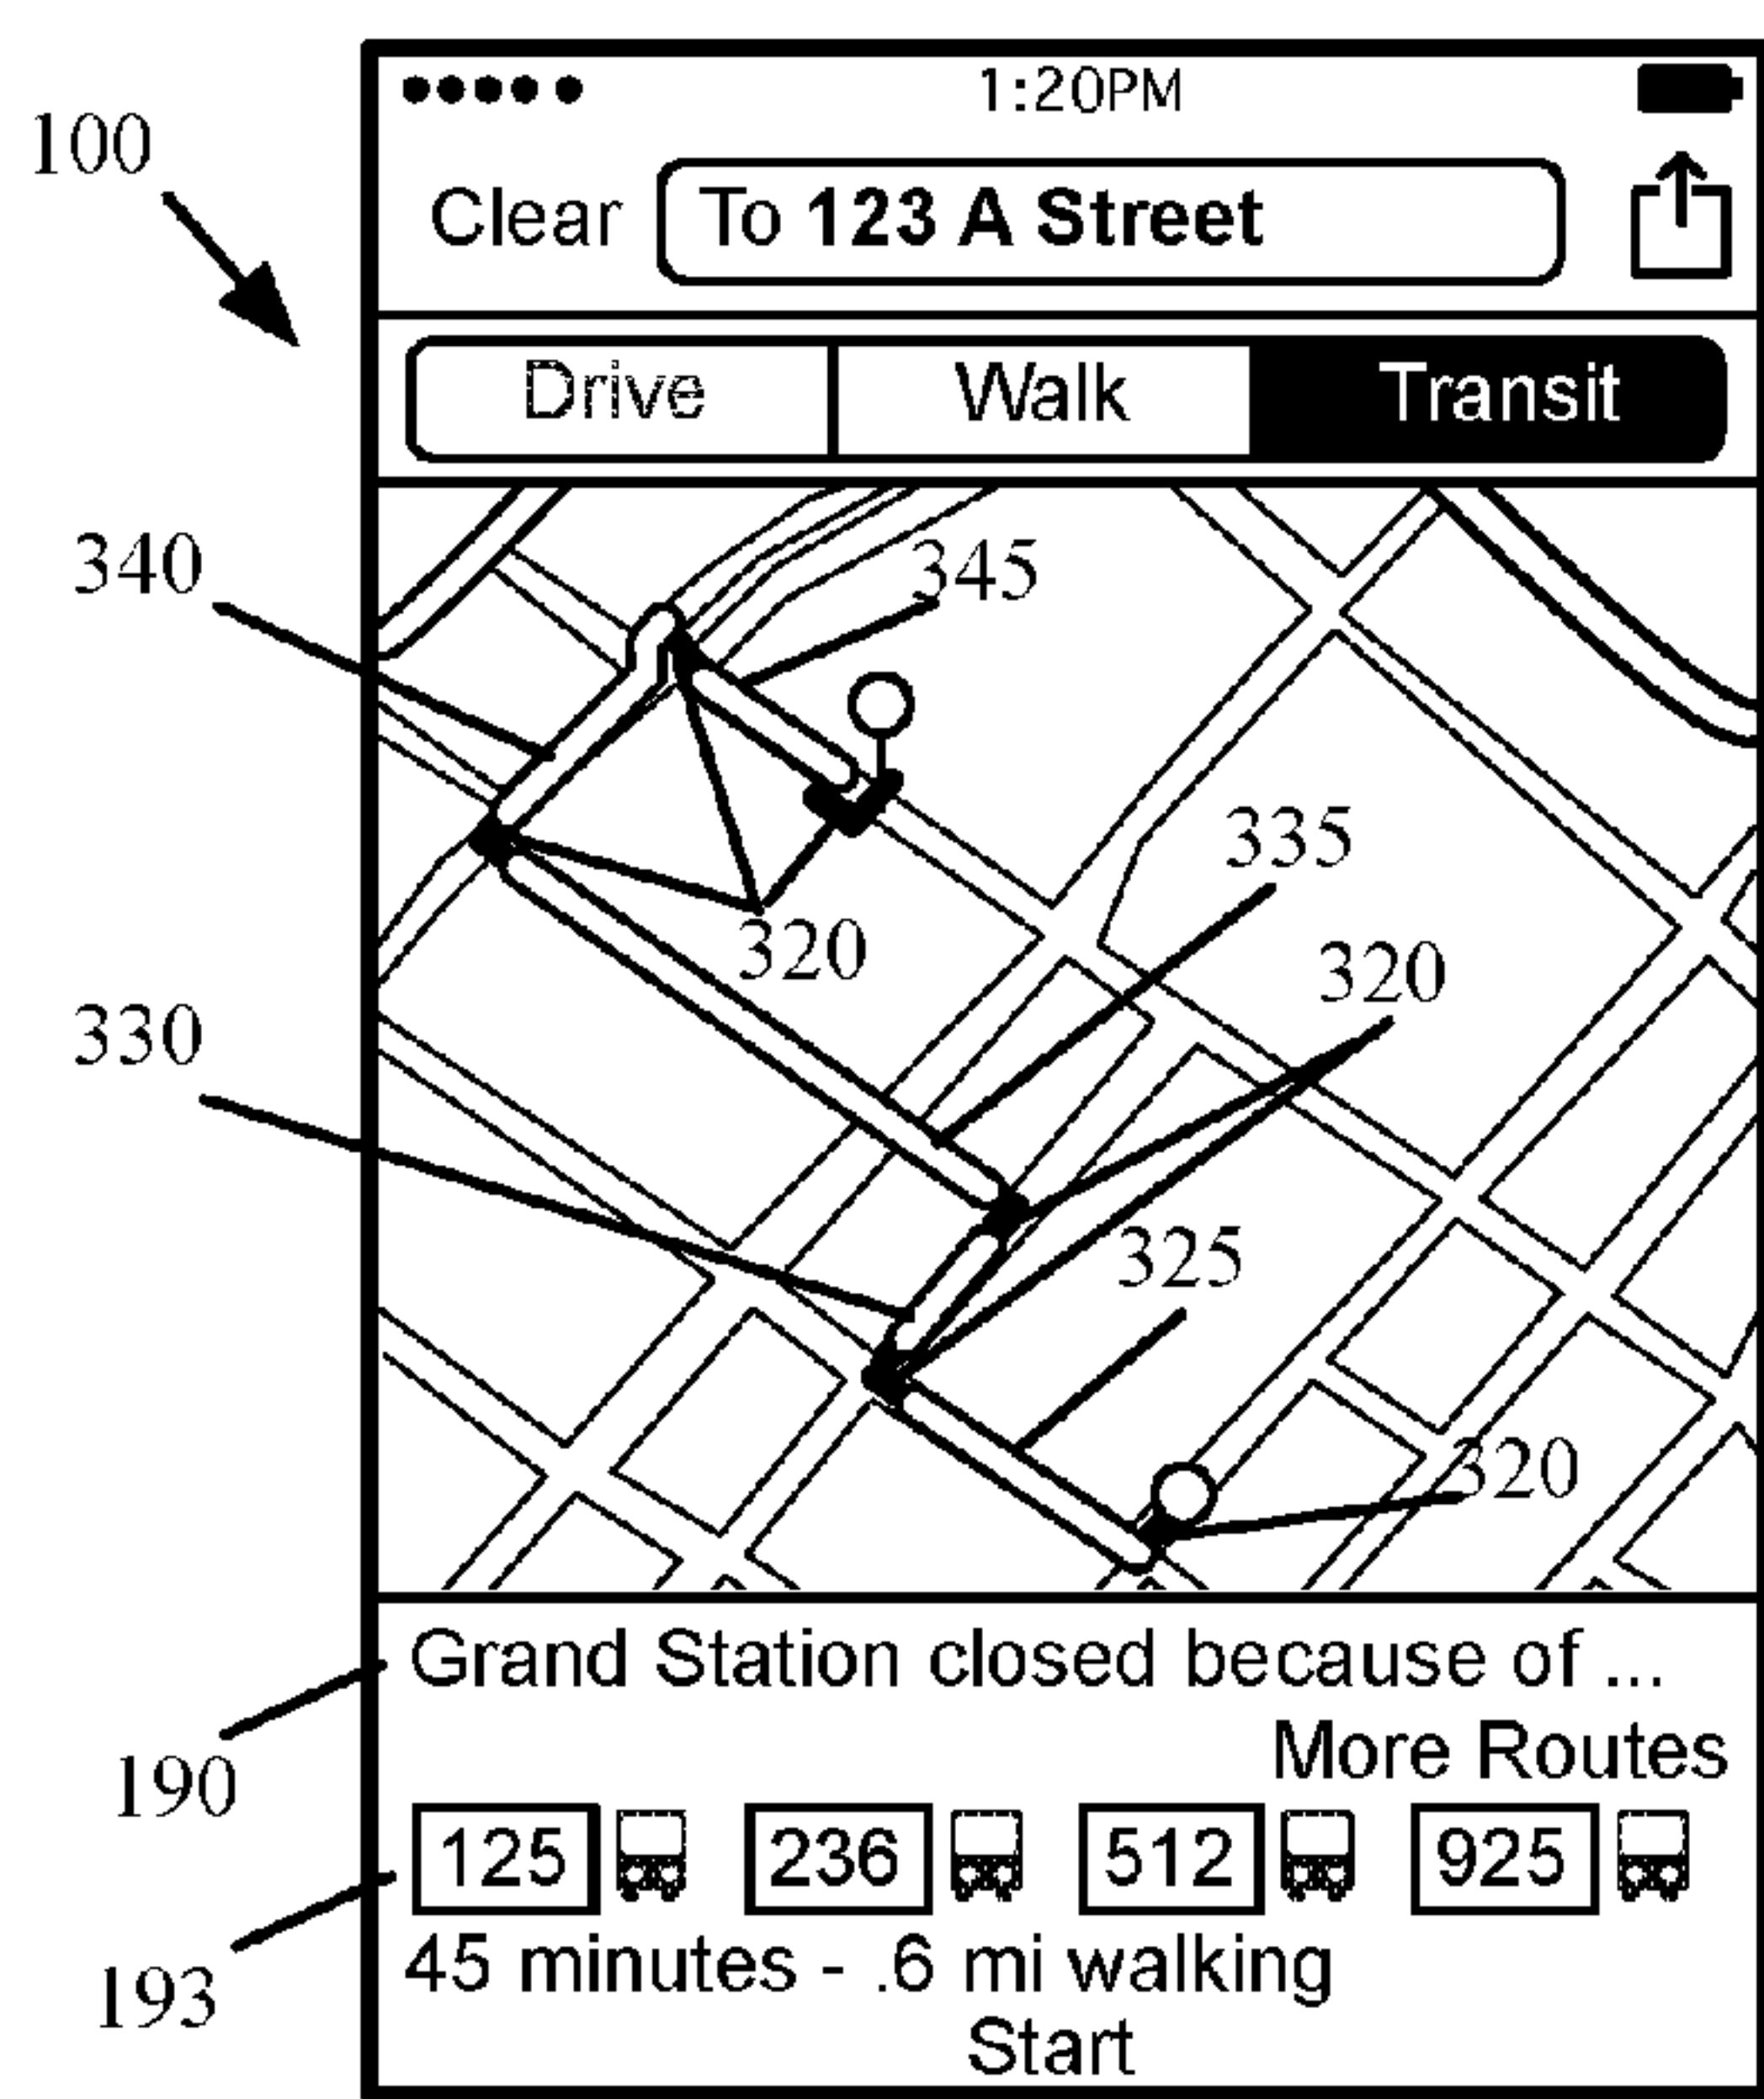 1:20PM
100
Clear To 123 A Street
Drive Walk Transit
340
345
335
320
320
330
325
320
Grand Station closed because of ...
190
More Routes
125 236 512 925
193
45 minutes - .6 mi walking
Start